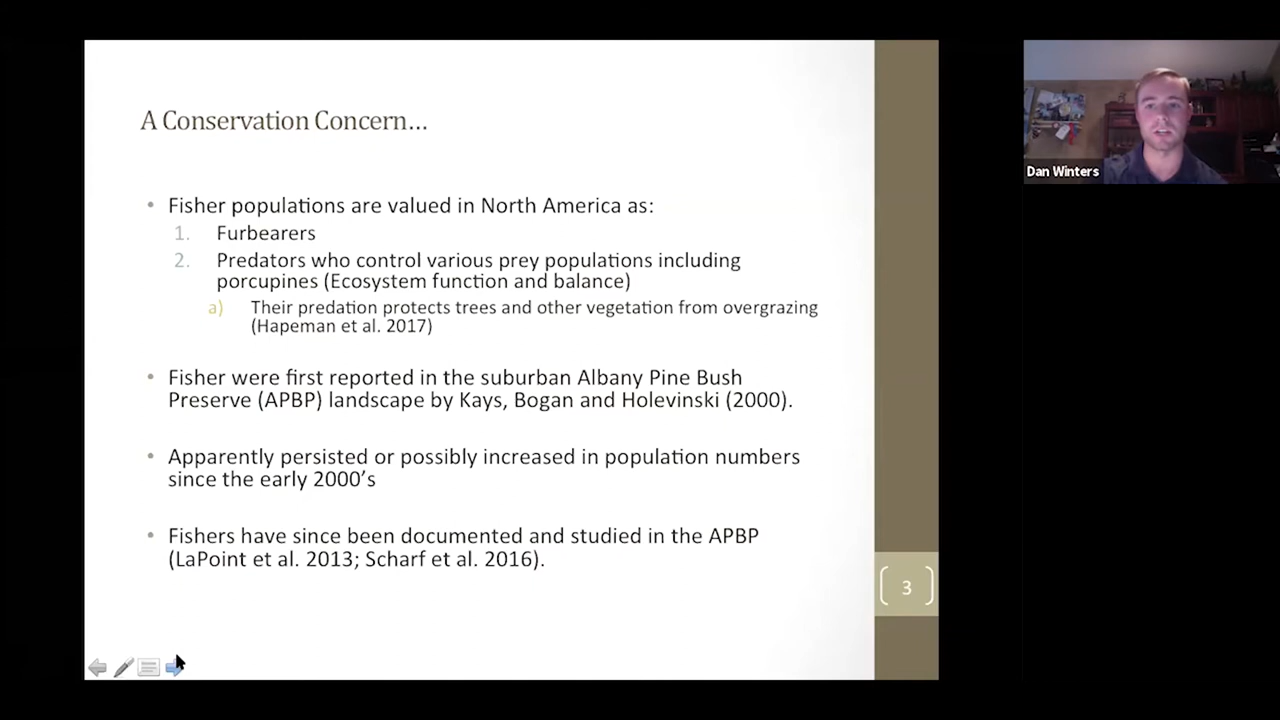 A Conservation Concern...
• Fisher populations are valued in North America as:
1. Furbearers
2. Predators who control various prey populations including
porcupines (Ecosystem function and balance)
a) Their predation protects trees and other vegetation from overgrazing
(Hapeman et al. 2017)
• Fisher were first reported in the suburban Albany Pine Bush
Preserve (APBP) landscape by Kays, Bogan and Holevinski (2000).
• Apparently persisted or possibly increased in population numbers
since the early 2000's
• Fishers have since been documented and studied in the APBP
(LaPoint et al. 2013; Scharf et al. 2016).
3
Dan Winters